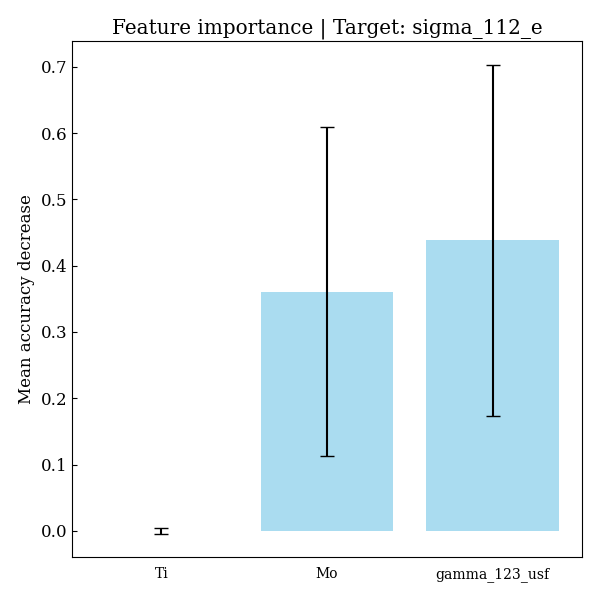 Feature importance | Target: sigma_112_e
Mean accuracy decrease
0.7
0.6
0.5
0.4
0.3
0.2
0.1
0.0
Ti
Mo
gamma_123_usf